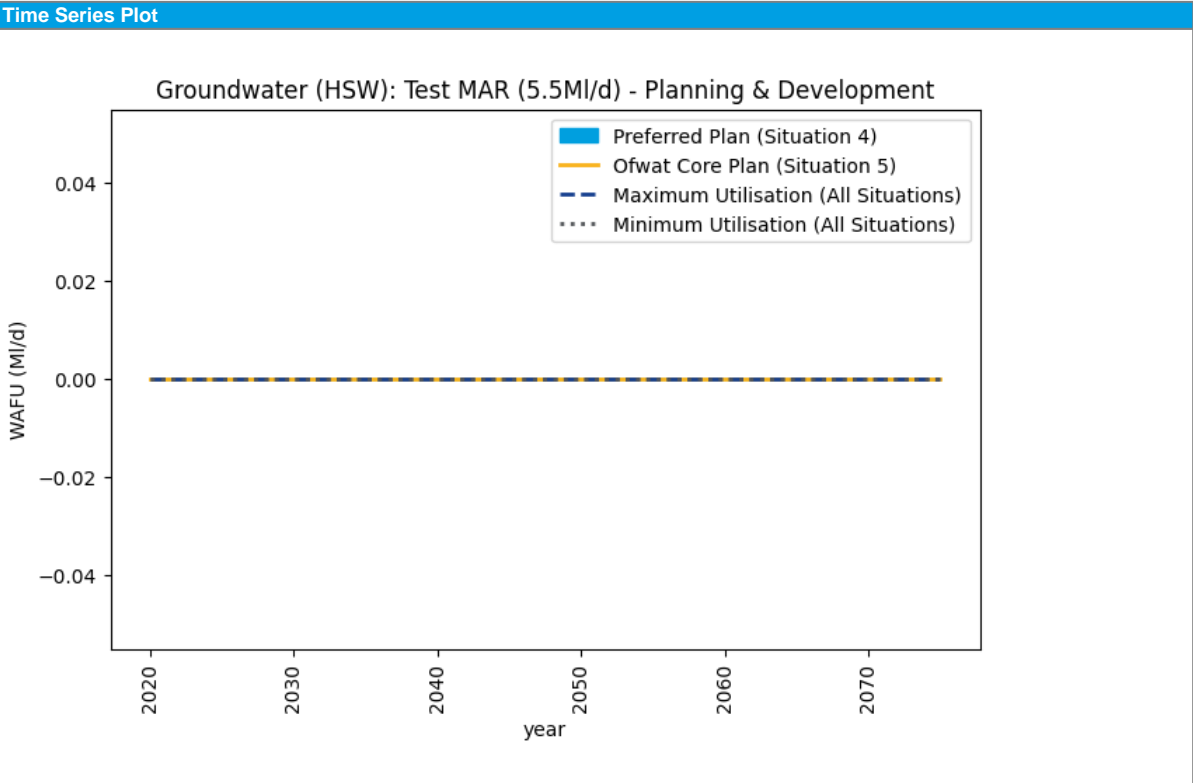 Time Series Plot
Groundwater (HSW): Test MAR (5.5Ml/d) - Planning & Development
Preferred Plan (Situation 4)
Ofwat Core Plan (Situation 5)
Maximum Utilisation (All Situations)
Minimum Utilisation (All Situations)
WAFU (Ml/d)
0.04
0.02
0.00
−0.02
−0.04
2020
2030
2040
2050
2060
2070
year